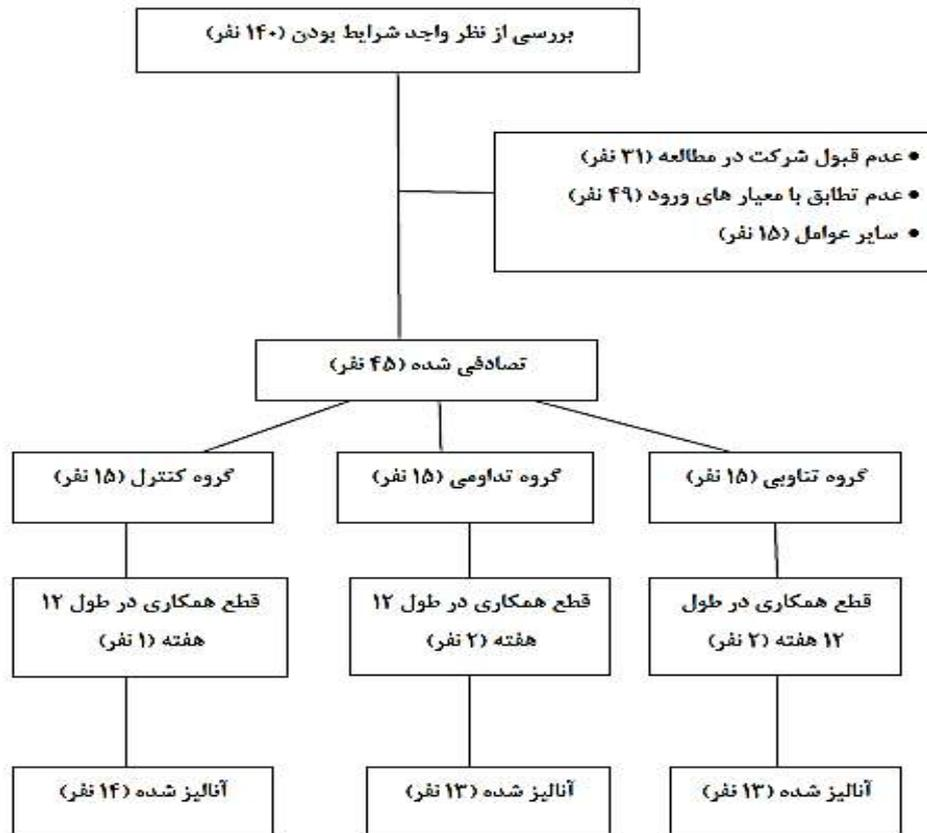 بررسی از نظر واجد شرایط بودن (۱۴۰ نفر)
• عدم قبول شرکت در مطالعه (۳۱ نفر)
• عدم تطابق با معیار های ورود (۴۹ نفر)
• سایر عوامل (۱۵ نفر)
تصادفی شده (۴۵ نفر)
گروه تناوبی (۱۵ نفر)
گروه تداومی (۱۵ نفر)
گروه کنترل (۱۵ نفر)
قطع همکاری در طول
۱۲ هفته (۲ نفر)
قطع همکاری در طول ۱۲
هفته (۲ نفر)
قطع همکاری در طول ۱۲
هفته (۱ نفر)
آنالیز شده (۱۳ نفر)
آنالیز شده (۱۳ نفر)
آنالیز شده (۱۴ نفر)